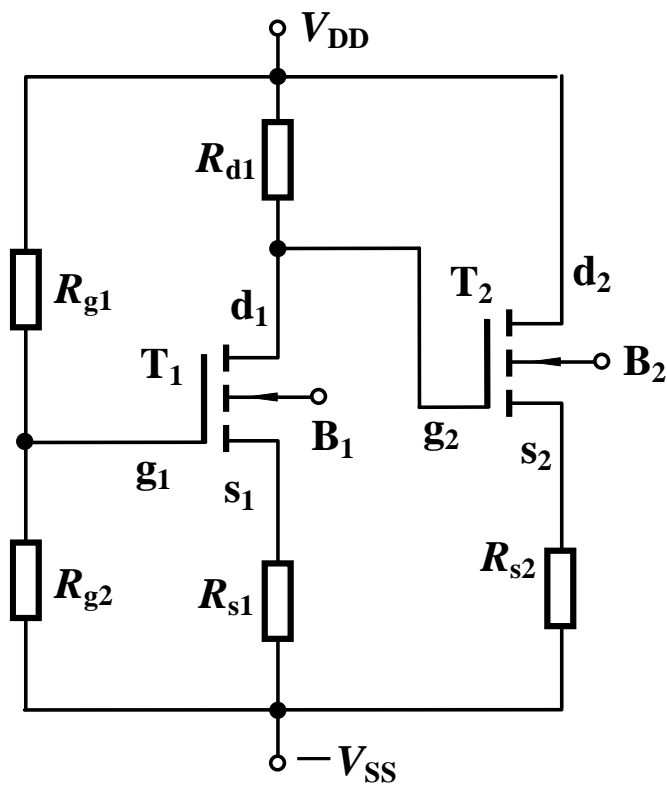 V_DD
R_d1
R_g1
d_1
T_2
d_2
T_1
B_2
B_1
g_1
g_2
s_1
s_2
R_g2
R_s1
R_s2
—V_SS